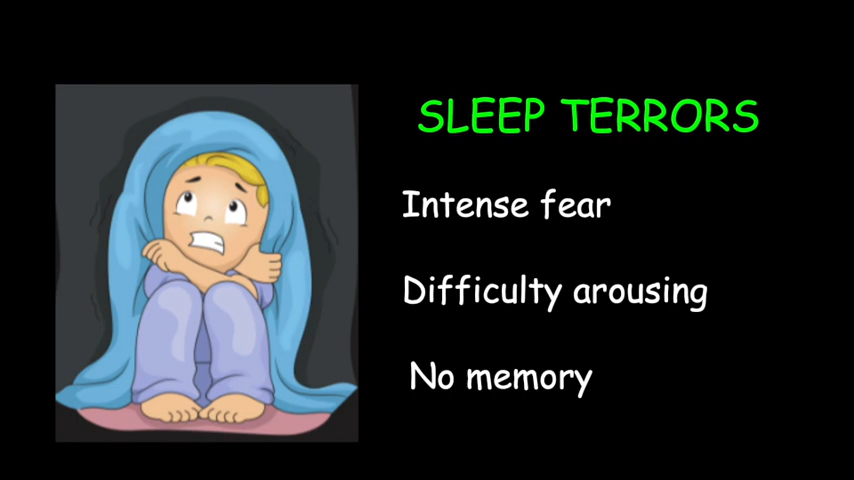 SLEEP TERRORS
Intense fear
Difficulty arousing
No memory